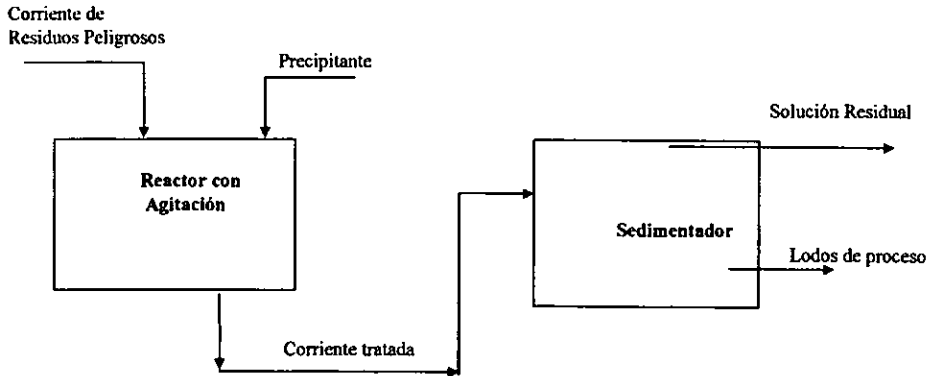 Corriente de
Residuos Peligrosos
Precipitante
Reactor con
Agitación
Corriente tratada
Sedimentador
Solución Residual
Lodos de proceso